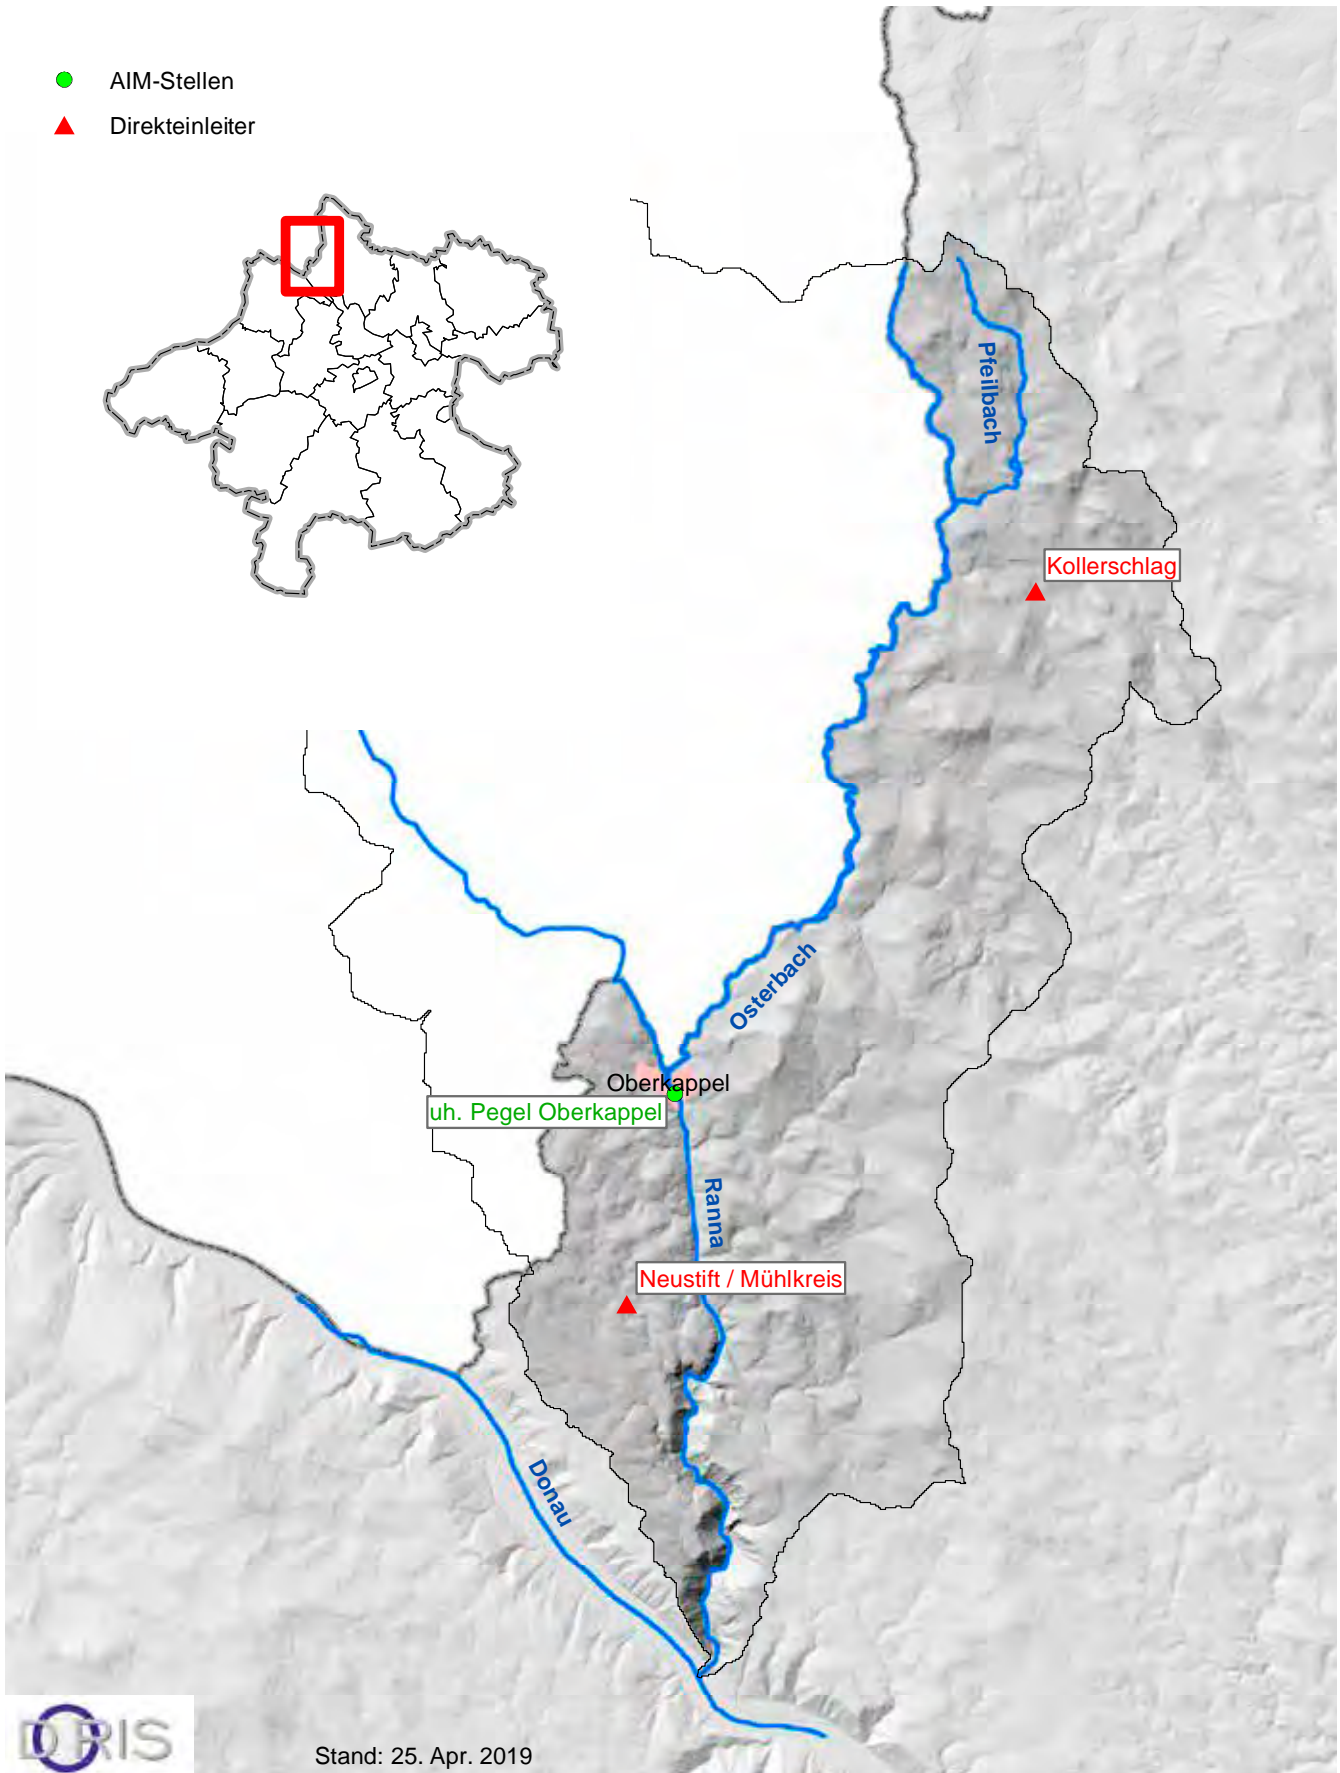 AIM-Stellen
Direkteinleiter
Pfeilbach
Kollerschlag
Osterbach
Oberkappel
uh. Pegel Oberkappel
Ranna
Neustift / Mühlkreis
Donau
DORIS
Stand: 25. Apr. 2019